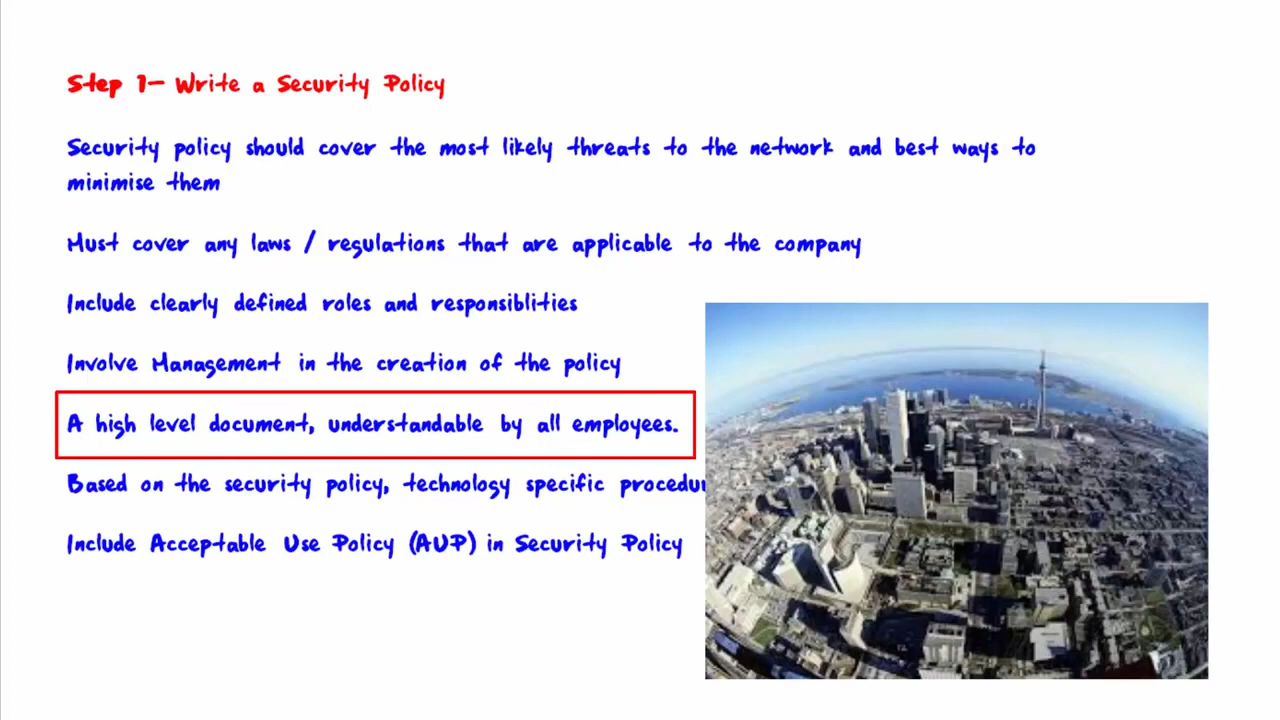 Step 1- Write a Security Policy
Security policy should cover the most likely threats to the network and best ways to
minimise them
Must cover any laws / regulations that are applicable to the company
Include clearly defined roles and responsiblities
Involve Management in the creation of the policy
A high level document, understandable by all employees.
Based on the security policy, technology specific
Include Acceptable Use Policy (AUP) in Security Policy